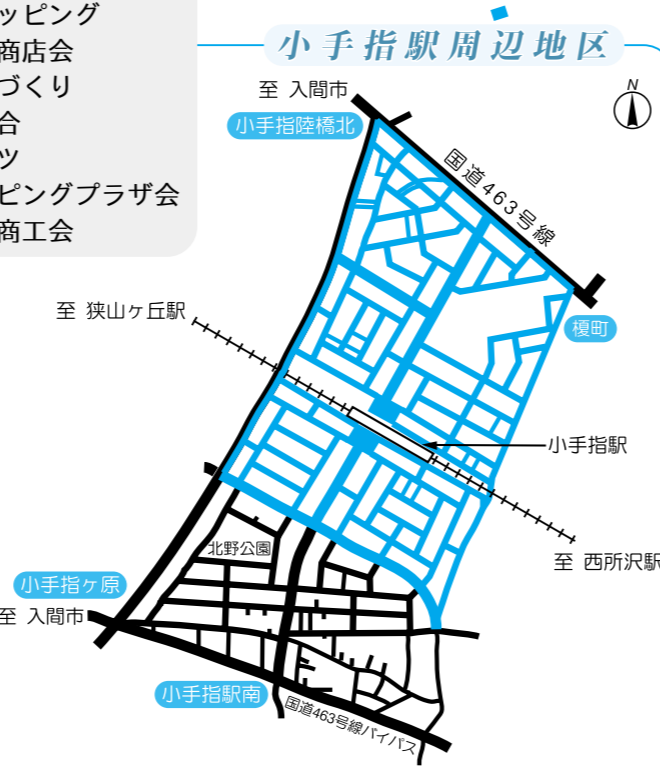 ッピング
商店会
づくり
合
ツ
ピングプラザ会
商工会
小手指駅周辺地区
至 入間市
小手指陸橋北
N
国道463号線
至 狭山ヶ丘駅
榎町
小手指駅
至 西所沢駅
北野公園
小手指ヶ原
至 入間市
小手指駅南
国道463号線バイパス